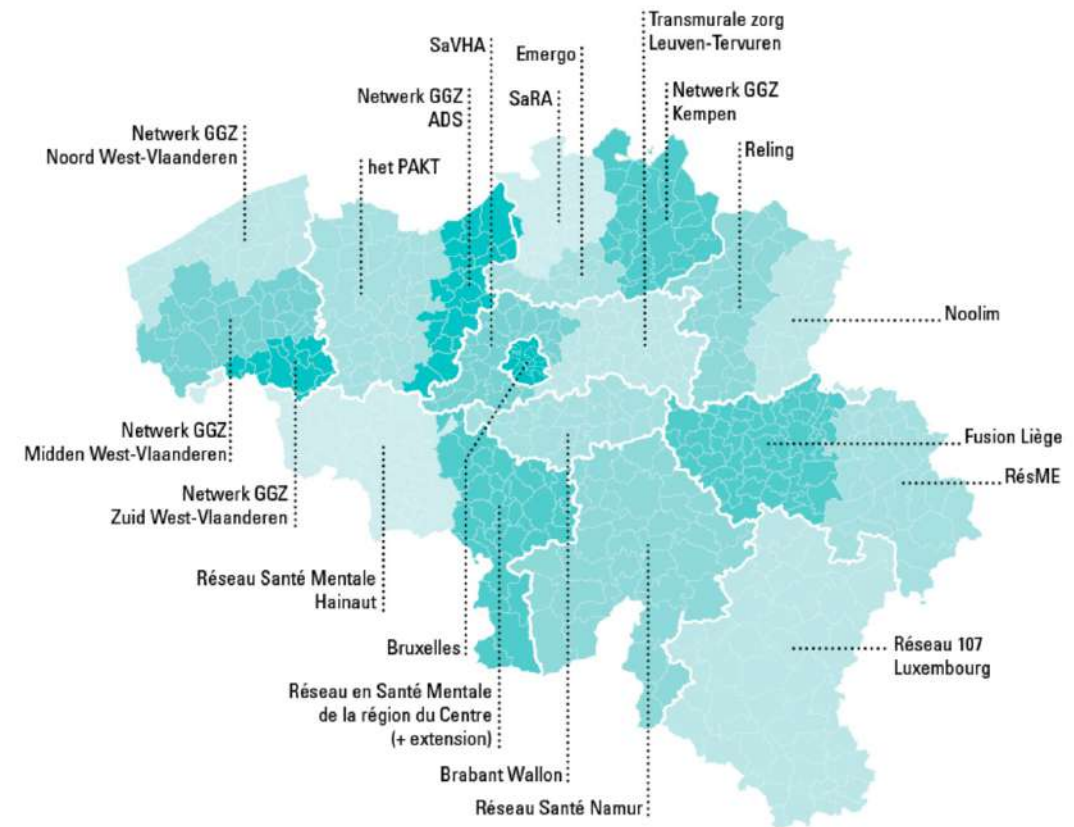 Transmurale zorg
Leuven-Tervuren
SaVHA
Emergo
Netwerk GGZ
ADS
SaRA
Netwerk GGZ
Kempen
Netwerk GGZ
Noord West-Vlaanderen
het PAKT
Reling
Noolim
Netwerk GGZ
Midden West-Vlaanderen
Fusion Liège
RésME
Netwerk GGZ
Zuid West-Vlaanderen
Réseau Santé Mentale
Hainaut
Bruxelles
Réseau 107
Luxembourg
Réseau en Santé Mentale
de la région du Centre
(+ extension)
Brabant Wallon
Réseau Santé Namur